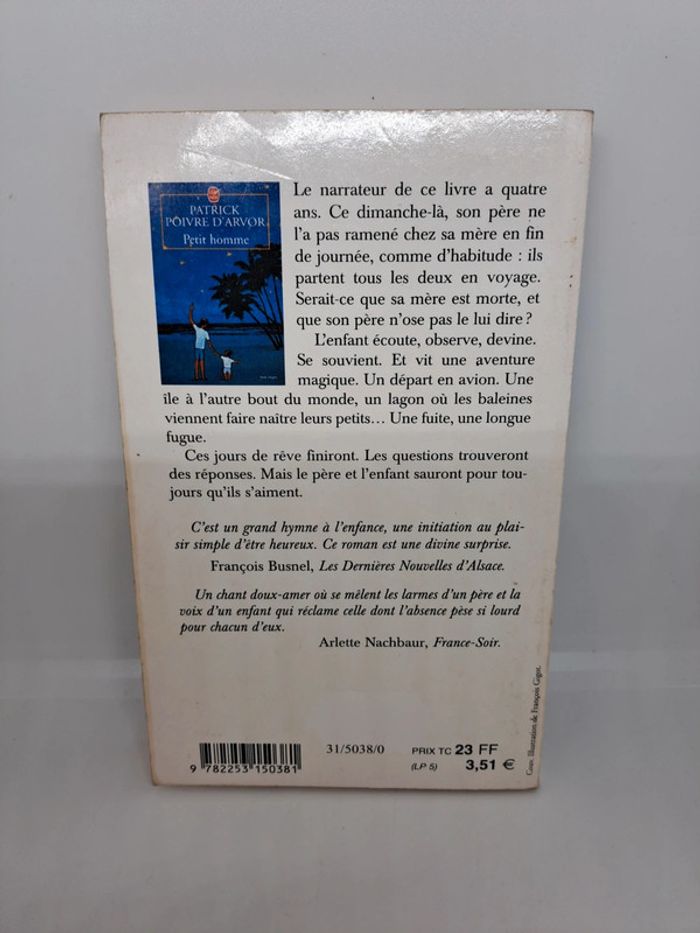 PATRICK
POIVRE D'ARVOR
Petit homme
Le narrateur de ce livre a quatre
ans. Ce dimanche-là, son père ne
l'a pas ramené chez sa mère en fin
de journée, comme d'habitude : ils
partent tous les deux en voyage.
Serait-ce que sa mère est morte, et
que son père n'ose pas le lui dire ?
L'enfant écoute, observe, devine.
Se souvient. Et vit une aventure
magique. Un départ en avion. Une
île à l'autre bout du monde, un lagon où les baleines
viennent faire naître leurs petits... Une fuite, une longue
fugue.
Ces jours de rêve finiront. Les questions trouveront
des réponses. Mais le père et l'enfant sauront pour tou-
jours qu'ils s'aiment.
C'est un grand hymne à l'enfance, une initiation au plai-
sir simple d'être heureux. Ce roman est une divine surprise.
François Busnel, Les Dernières Nouvelles d'Alsace.
Un chant doux-amer où se mêlent les larmes d'un père et la
voix d'un enfant qui réclame celle dont l'absence pèse si lourd
pour chacun d'eux.
Arlette Nachbaur, France-Soir.
Couv. Illustration de François Gigot.
31/5038/0
PRIX TC 23 FF
(LP 5) 3,51 €
9 782253 150381